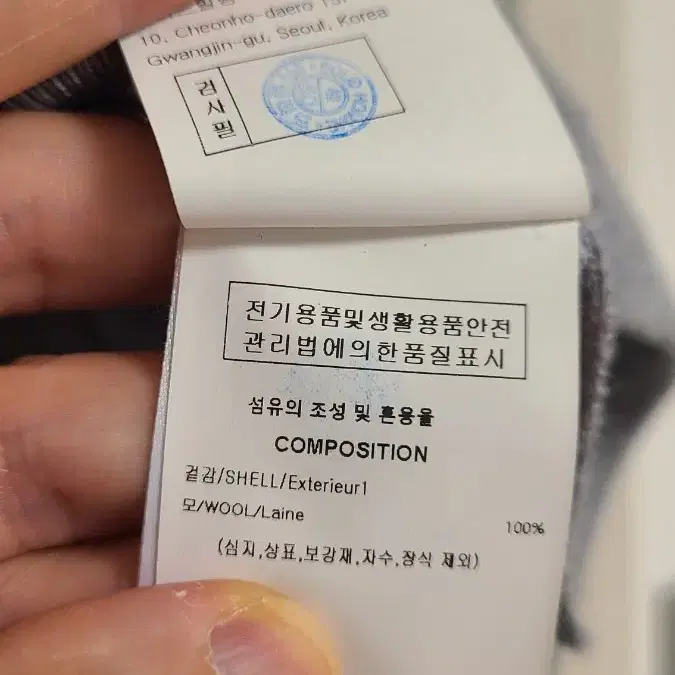 10, Cheonho-daero
Gwangjin-gu, Seoul, Korea
검사필
전기용품및생활용품안전
관리법에의한품질표시
섬유의 조성 및 혼용율
COMPOSITION
겉감/SHELL/Exterieur1
모/WOOL/Laine 100%
(심지,상표,보강재,자수,장식 제외)